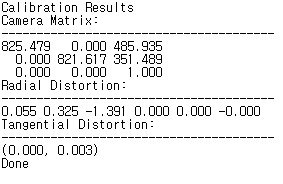 Calibration Results
Camera Matrix:
----------------------------------
825.479 0.000 485.935
0.000 821.617 351.489
0.000 0.000 1.000
Radial Distortion:
----------------------------------
0.055 0.325 -1.391 0.000 0.000 -0.000
Tangential Distortion:
----------------------------------
(0.000, 0.003)
Done